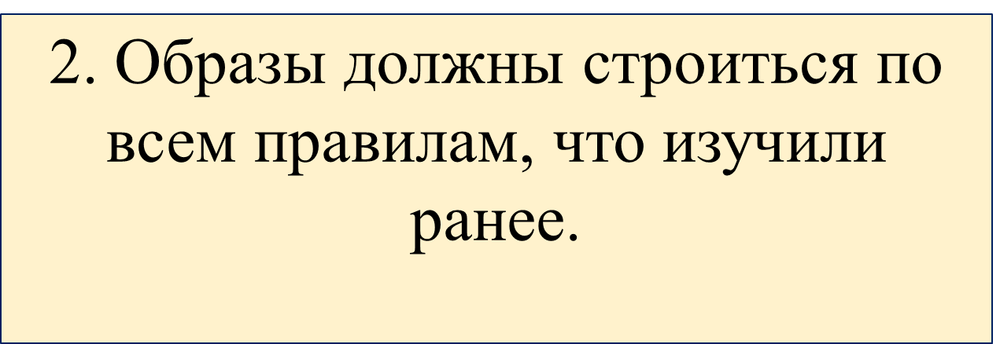 2. Образы должны строиться по
всем правилам, что изучили
ранее.